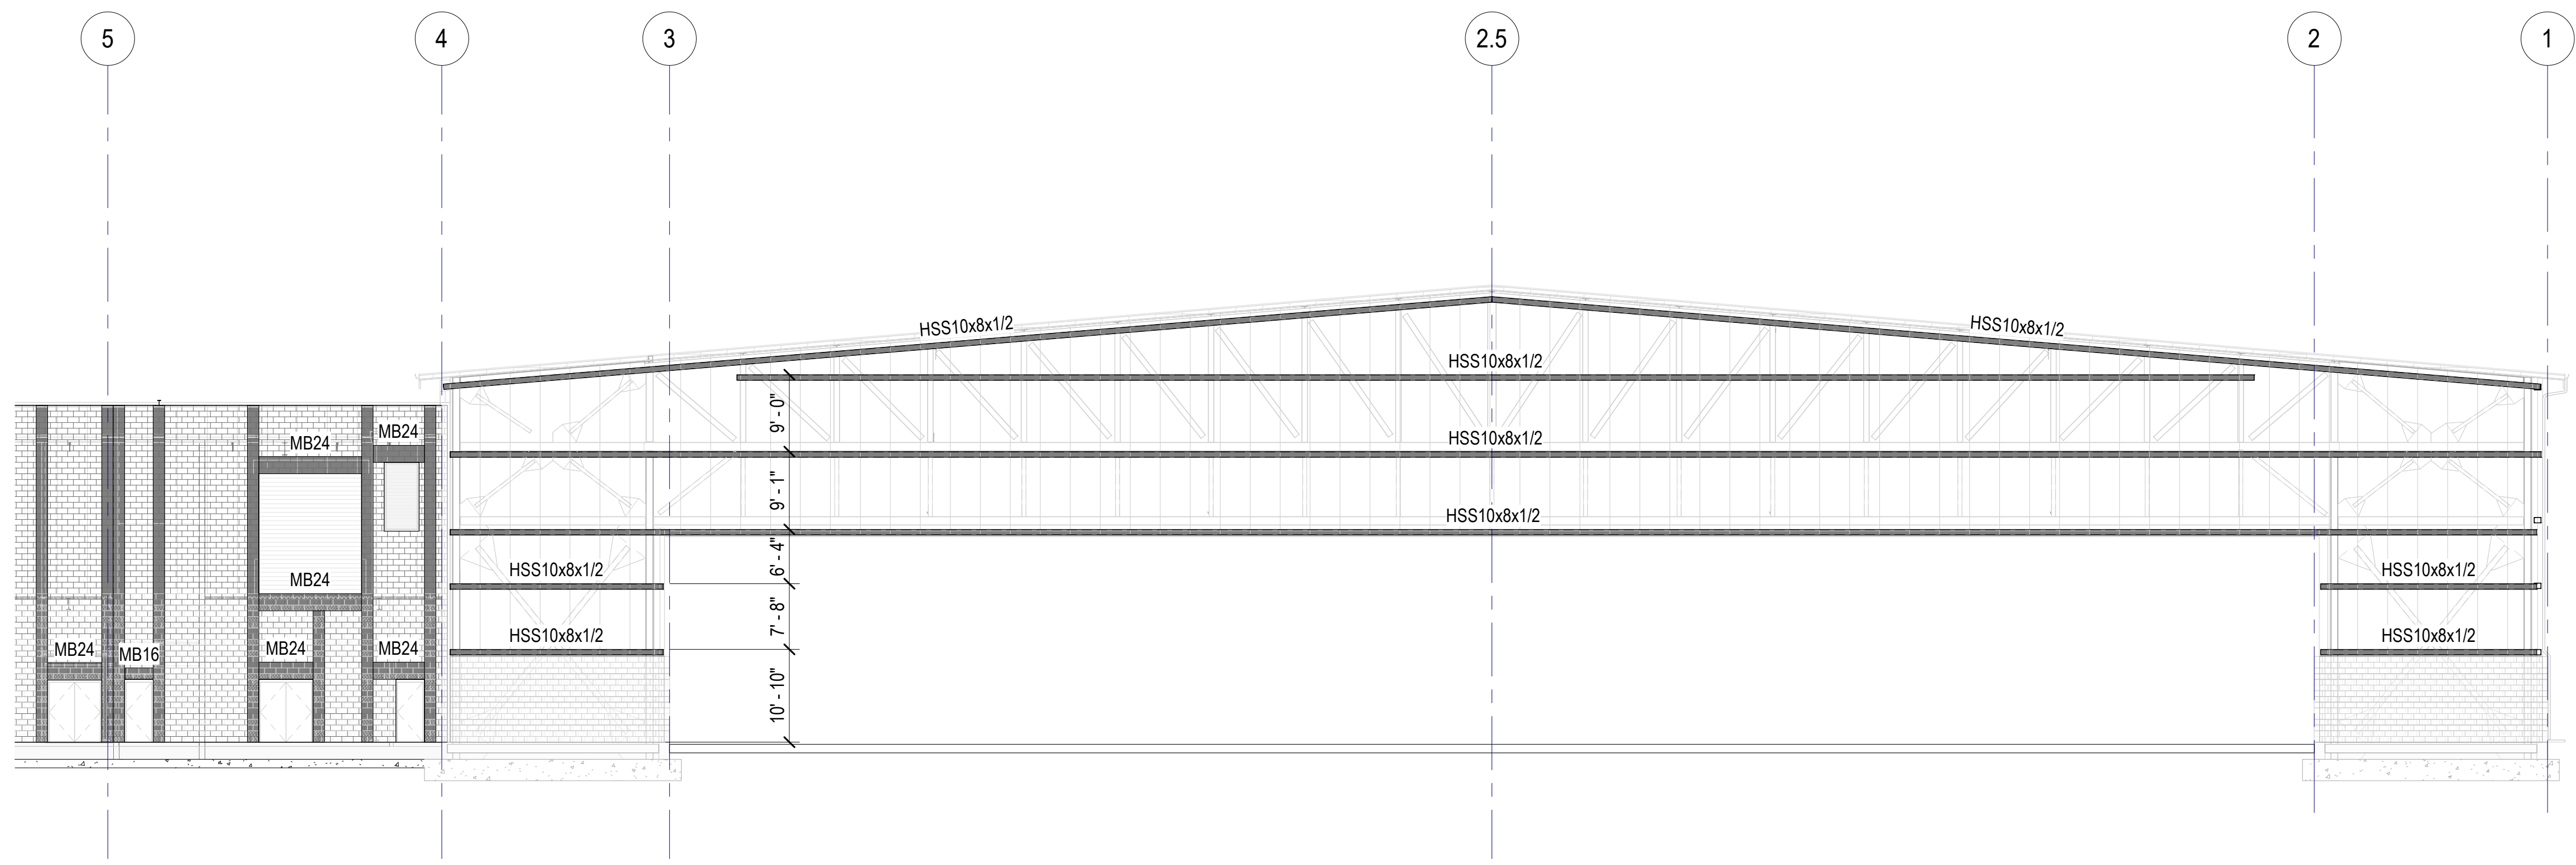 5
4
3
2.5
2
1
HSS10x8x1/2
HSS10x8x1/2
HSS10x8x1/2
9' - 0"
MB24
MB24
HSS10x8x1/2
9' - 1"
HSS10x8x1/2
6' - 4"
HSS10x8x1/2
HSS10x8x1/2
MB24
7' - 8"
HSS10x8x1/2
HSS10x8x1/2
MB24
MB16
MB24
MB24
10' - 10"